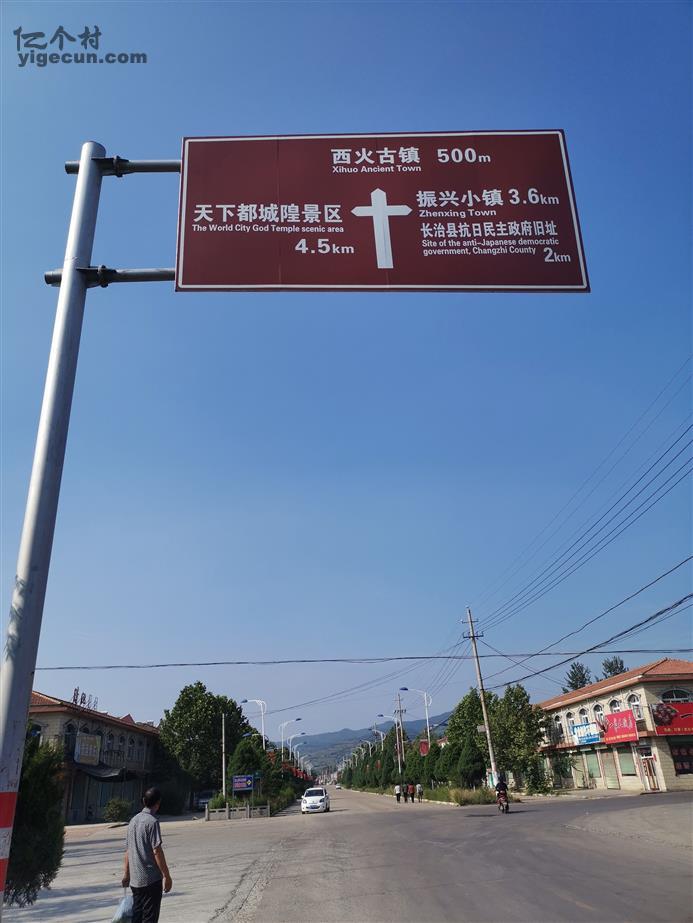 亿个村
yigecun.com
西火古镇 500m
Xihuo Ancient Town
天下都城隍景区
The World City God Temple scenic area
4.5km
振兴小镇 3.6km
Zhenxing Town
长治县抗日民主政府旧址
Site of the anti-Japanese democratic
government, Changzhi County 2km